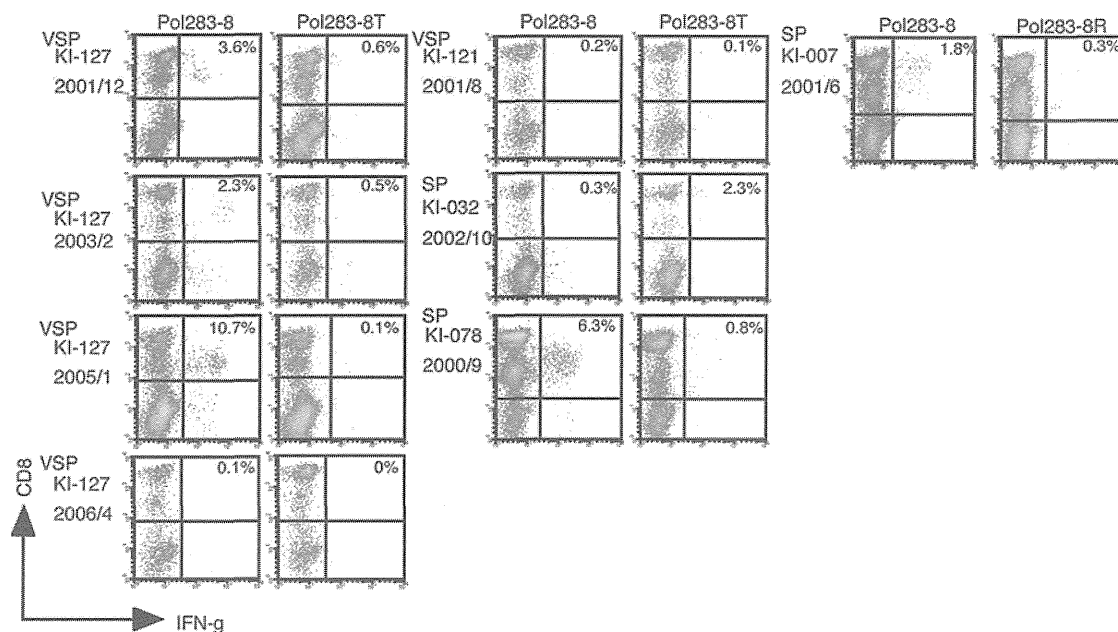 Pol283-8 Pol283-8T
VSP
KI-127
2001/12
3.6%
0.6%
VSP
KI-127
2003/2
2.3%
0.5%
VSP
KI-127
2005/1
10.7%
0.1%
VSP
KI-127
2006/4
0.1%
0%
Pol283-8 Pol283-8T
VSP
KI-121
2001/8
0.2%
0.1%
SP
KI-032
2002/10
0.3%
2.3%
SP
KI-078
2000/9
6.3%
0.8%
Pol283-8 Pol283-8R
SP
KI-007
2001/6
1.8%
0.3%
CD8
IFN-g